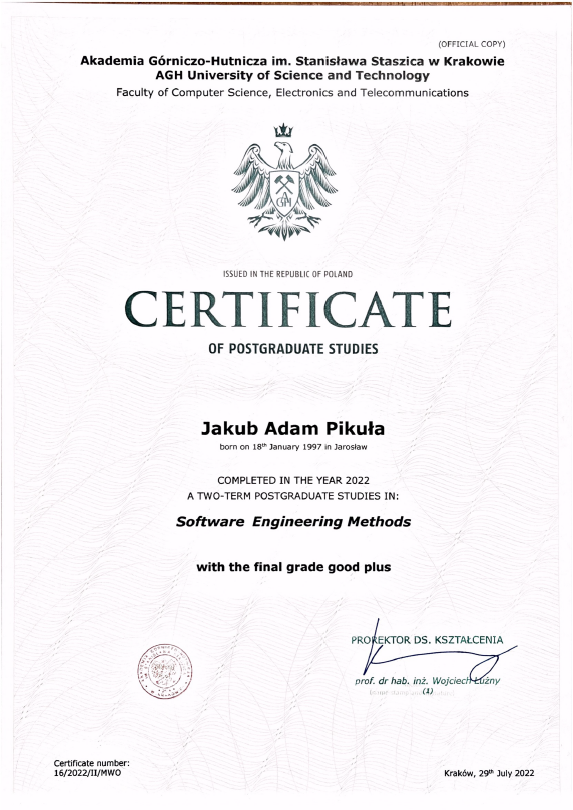 (OFFICIAL COPY)
Akademia Górniczo-Hutnicza im. Stanisława Staszica w Krakowie
AGH University of Science and Technology
Faculty of Computer Science, Electronics and Telecommunications
ISSUED IN THE REPUBLIC OF POLAND
CERTIFICATE
OF POSTGRADUATE STUDIES
Jakub Adam Pikuła
born on 18th January 1997 in Jarosław
COMPLETED IN THE YEAR 2022
A TWO-TERM POSTGRADUATE STUDIES IN:
Software Engineering Methods
with the final grade good plus
PROREKTOR DS. KSZTAŁCENIA
prof. dr hab. inż. Wojciech Łużny
(1)
Certificate number:
16/2022/II/MWO
Kraków, 29th July 2022